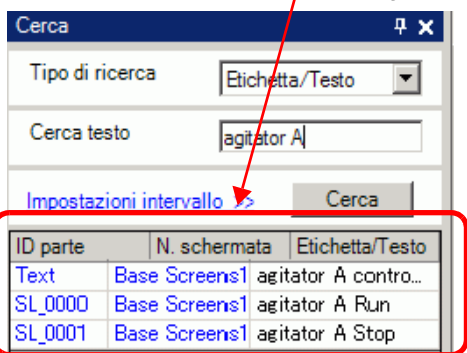 Cerca
Tipo di ricerca Etichetta/Testo
Cerca testo agitator A
Impostazioni intervallo >> Cerca
ID parte N. schermata Etichetta/Testo
Text Base Screens1 agitator A contro...
SL_0000 Base Screens1 agitator A Run
SL_0001 Base Screens1 agitator A Stop